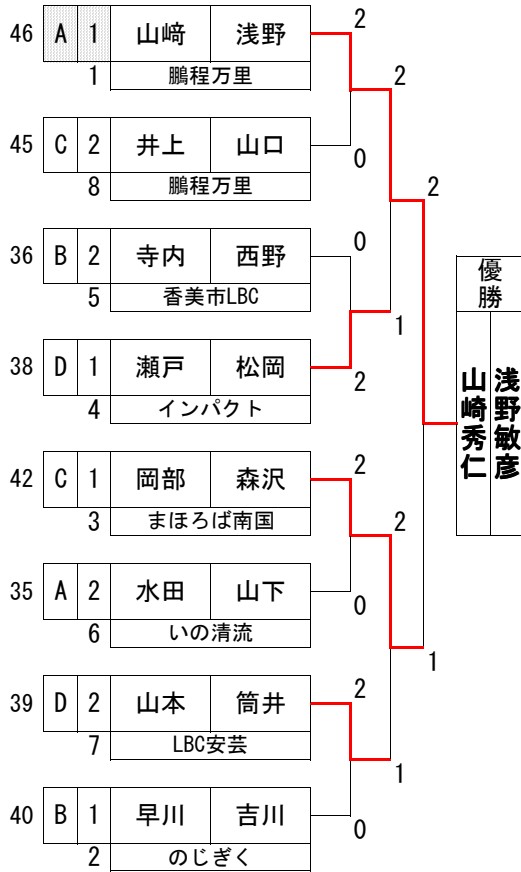 46 A 1 山﨑 浅野 2
1 鵬程万里 2
45 C 2 井上 山口 0
8 鵬程万里 2
36 B 2 寺内 西野 0
5 香美市LBC 1
38 D 1 瀬戸 松岡 2
4 インパクト
42 C 1 岡部 森沢 2
3 まほろば南国 2
35 A 2 水田 山下 0
6 いの清流 1
39 D 2 山本 筒井 2
7 LBC安芸 1
40 B 1 早川 吉川 0
2 のじぎく
優勝
浅野敏彦
山崎秀仁